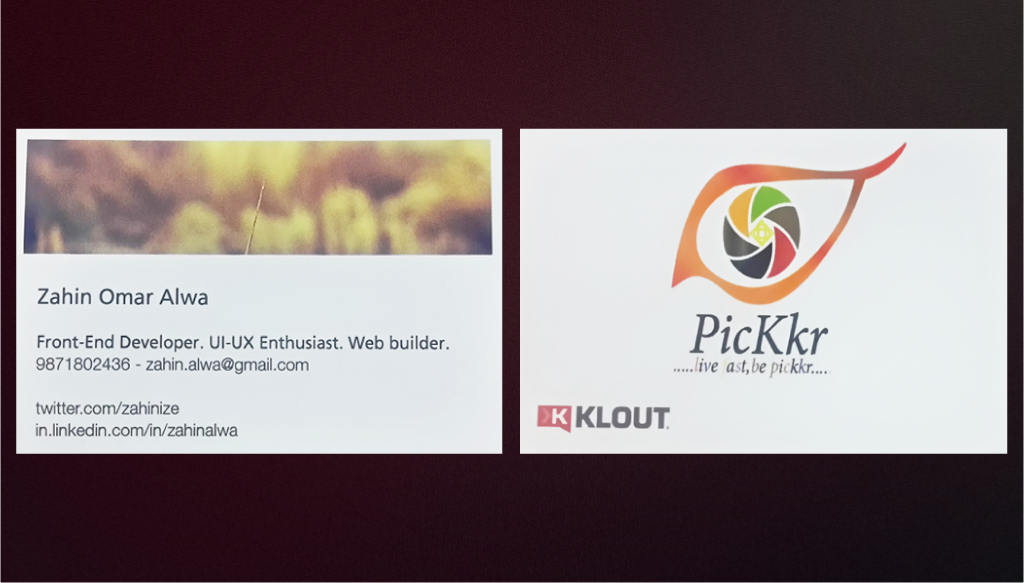 Zahin Omar Alwa
Front-End Developer. UI-UX Enthusiast. Web builder.
9871802436 - zahin.alwa@gmail.com
twitter.com/zahinize
in.linkedin.com/in/zahinalwa
PicKkr
.....live fast,be pickkr....
K KLOUT